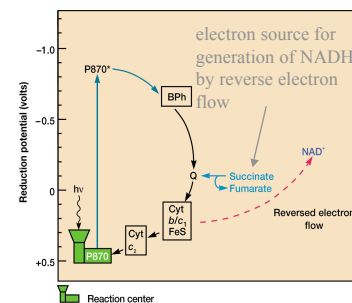 electron source for
generation of NADH
by reverse electron
flow
Reduction potential (volts)
−1.0
−0.5
0
+0.5
P870*
BPh
NAD+
Q
Succinate
Fumarate
hν
Cyt
b/c1
FeS
Cyt
c2
P870
Reversed electron
flow
Reaction center